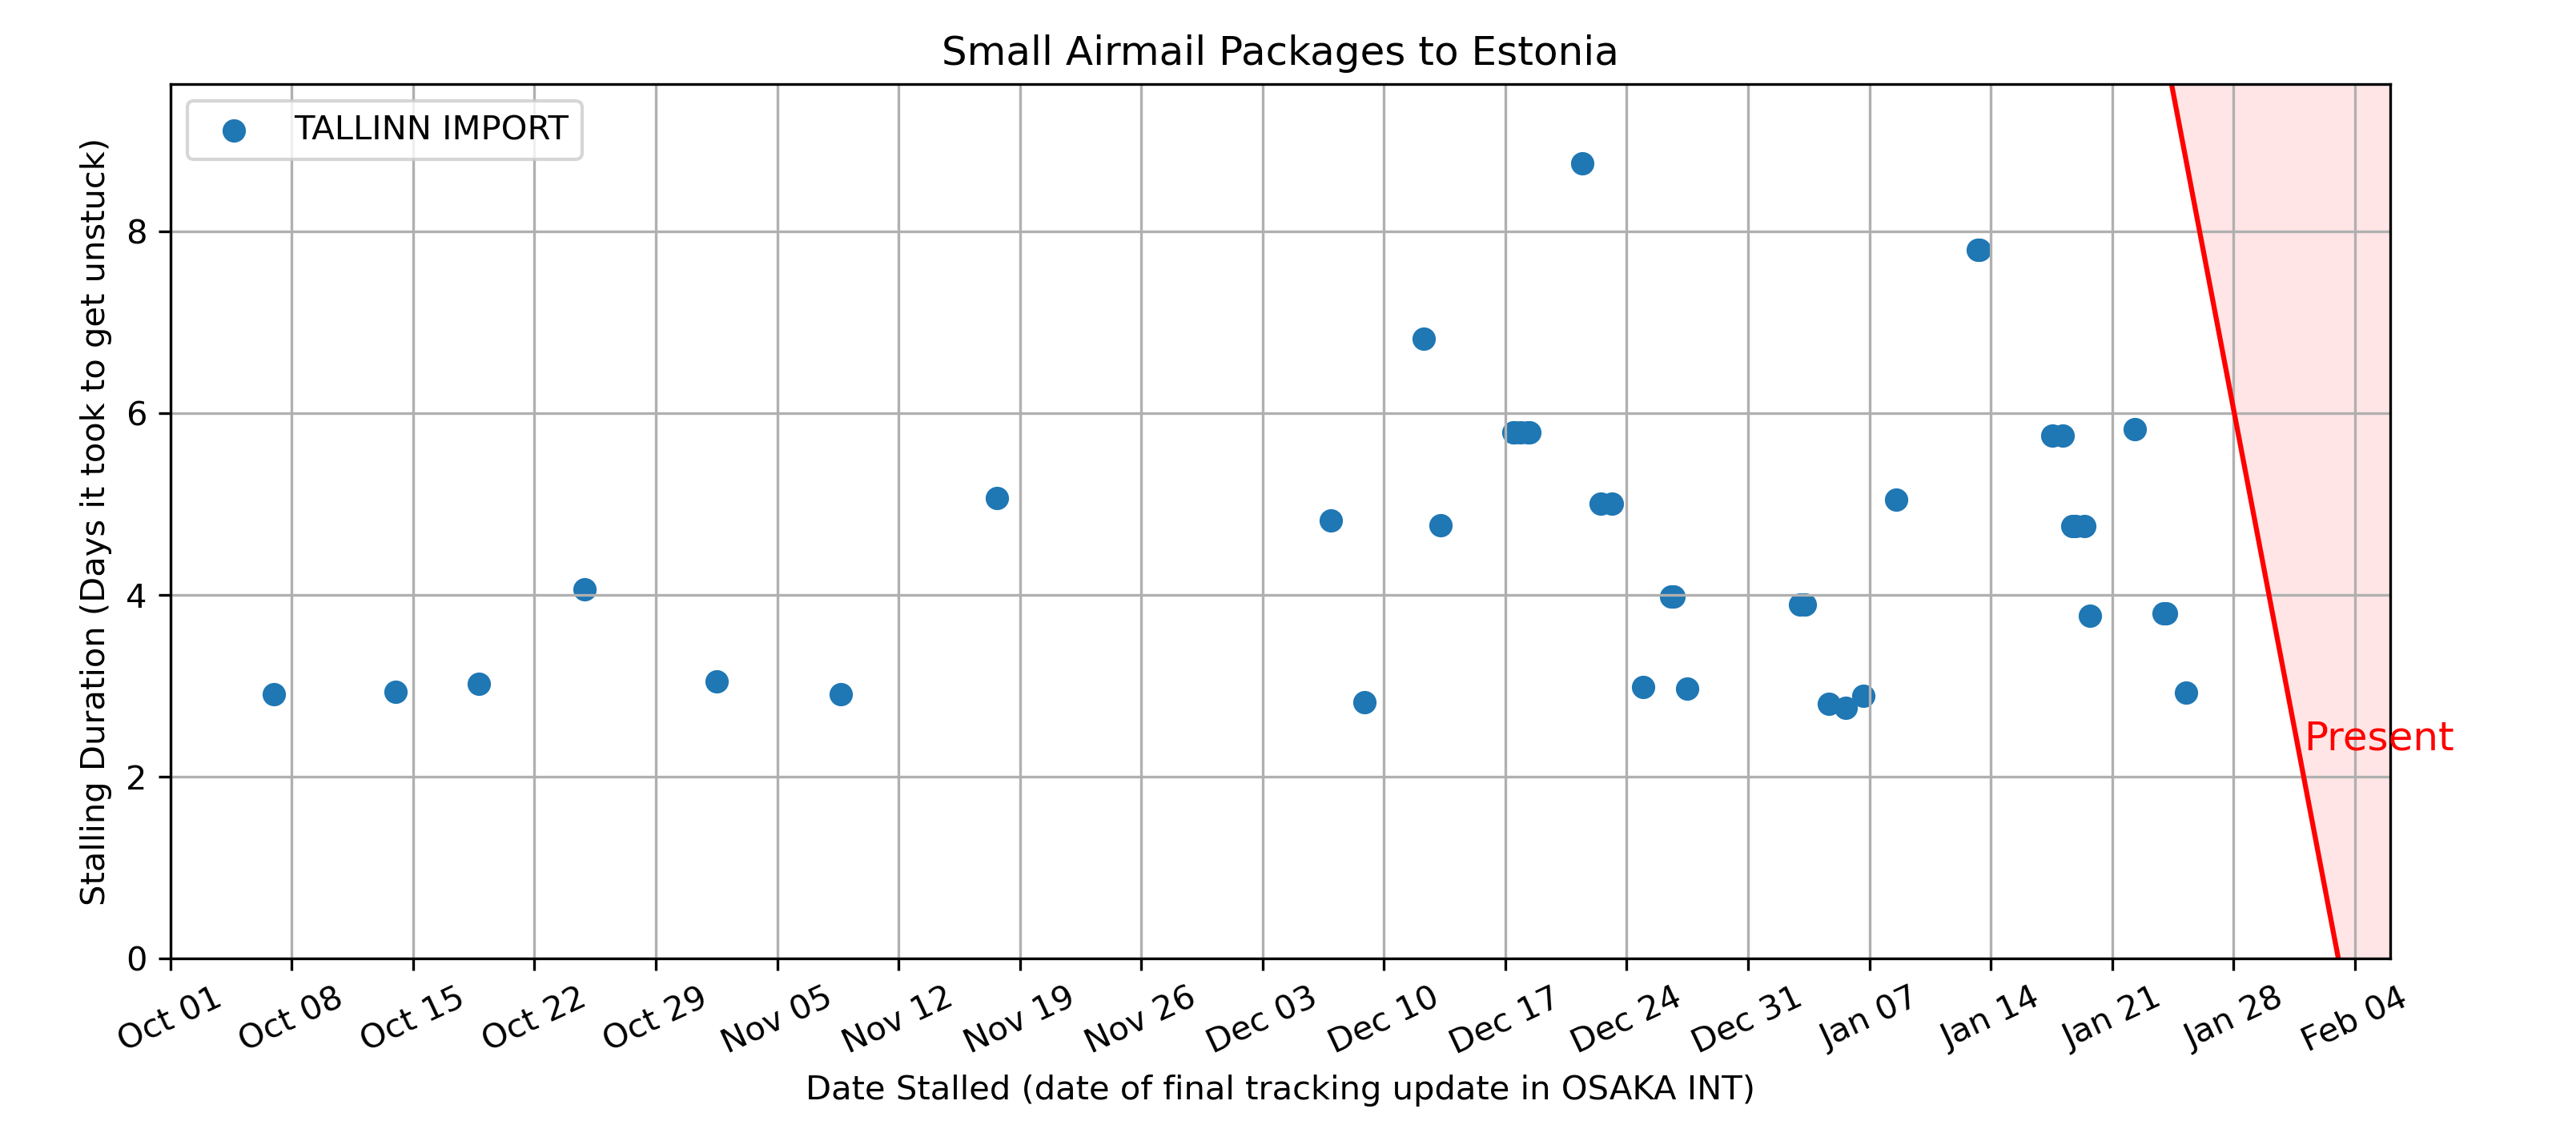 Small Airmail Packages to Estonia
TALLINN IMPORT
Stalling Duration (Days it took to get unstuck)
8
6
4
2
0
Present
Oct 01 Oct 08 Oct 15 Oct 22 Oct 29 Nov 05 Nov 12 Nov 19 Nov 26 Dec 03 Dec 10 Dec 17 Dec 24 Dec 31 Jan 07 Jan 14 Jan 21 Jan 28 Feb 04
Date Stalled (date of final tracking update in OSAKA INT)